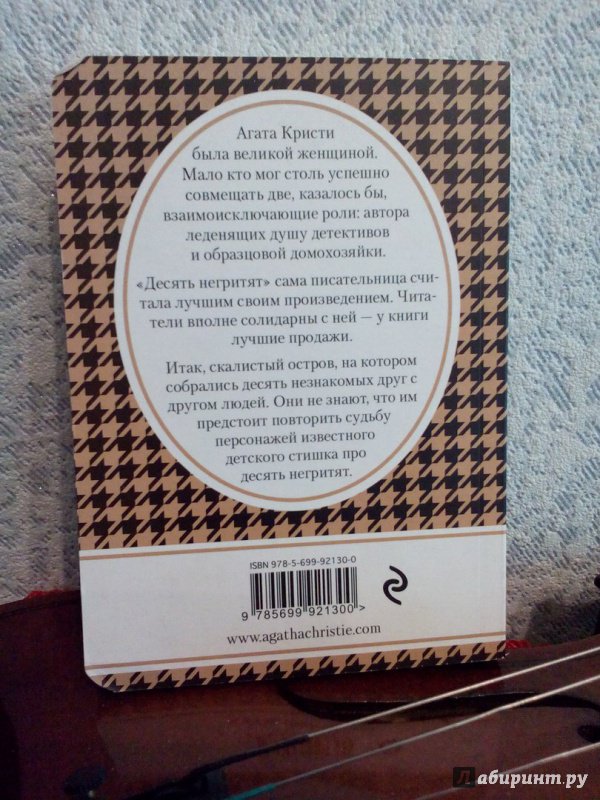 Агата Кристи
была великой женщиной.
Мало кто мог столь успешно
совмещать две, казалось бы,
взаимоисключающие роли: автора
леденящих душу детективов
и образцовой домохозяйки.
«Десять негритят» сама писательница счи-
тала лучшим своим произведением. Чита-
тели вполне солидарны с ней — у книги
лучшие продажи.
Итак, скалистый остров, на котором
собрались десять незнакомых друг с
другом людей. Они не знают, что им
предстоит повторить судьбу
персонажей известного
детского стишка про
десять негритят.
ISBN 978-5-699-92130-0
9 785699 921300 >
www.agathachristie.com
Лабиринт.ру